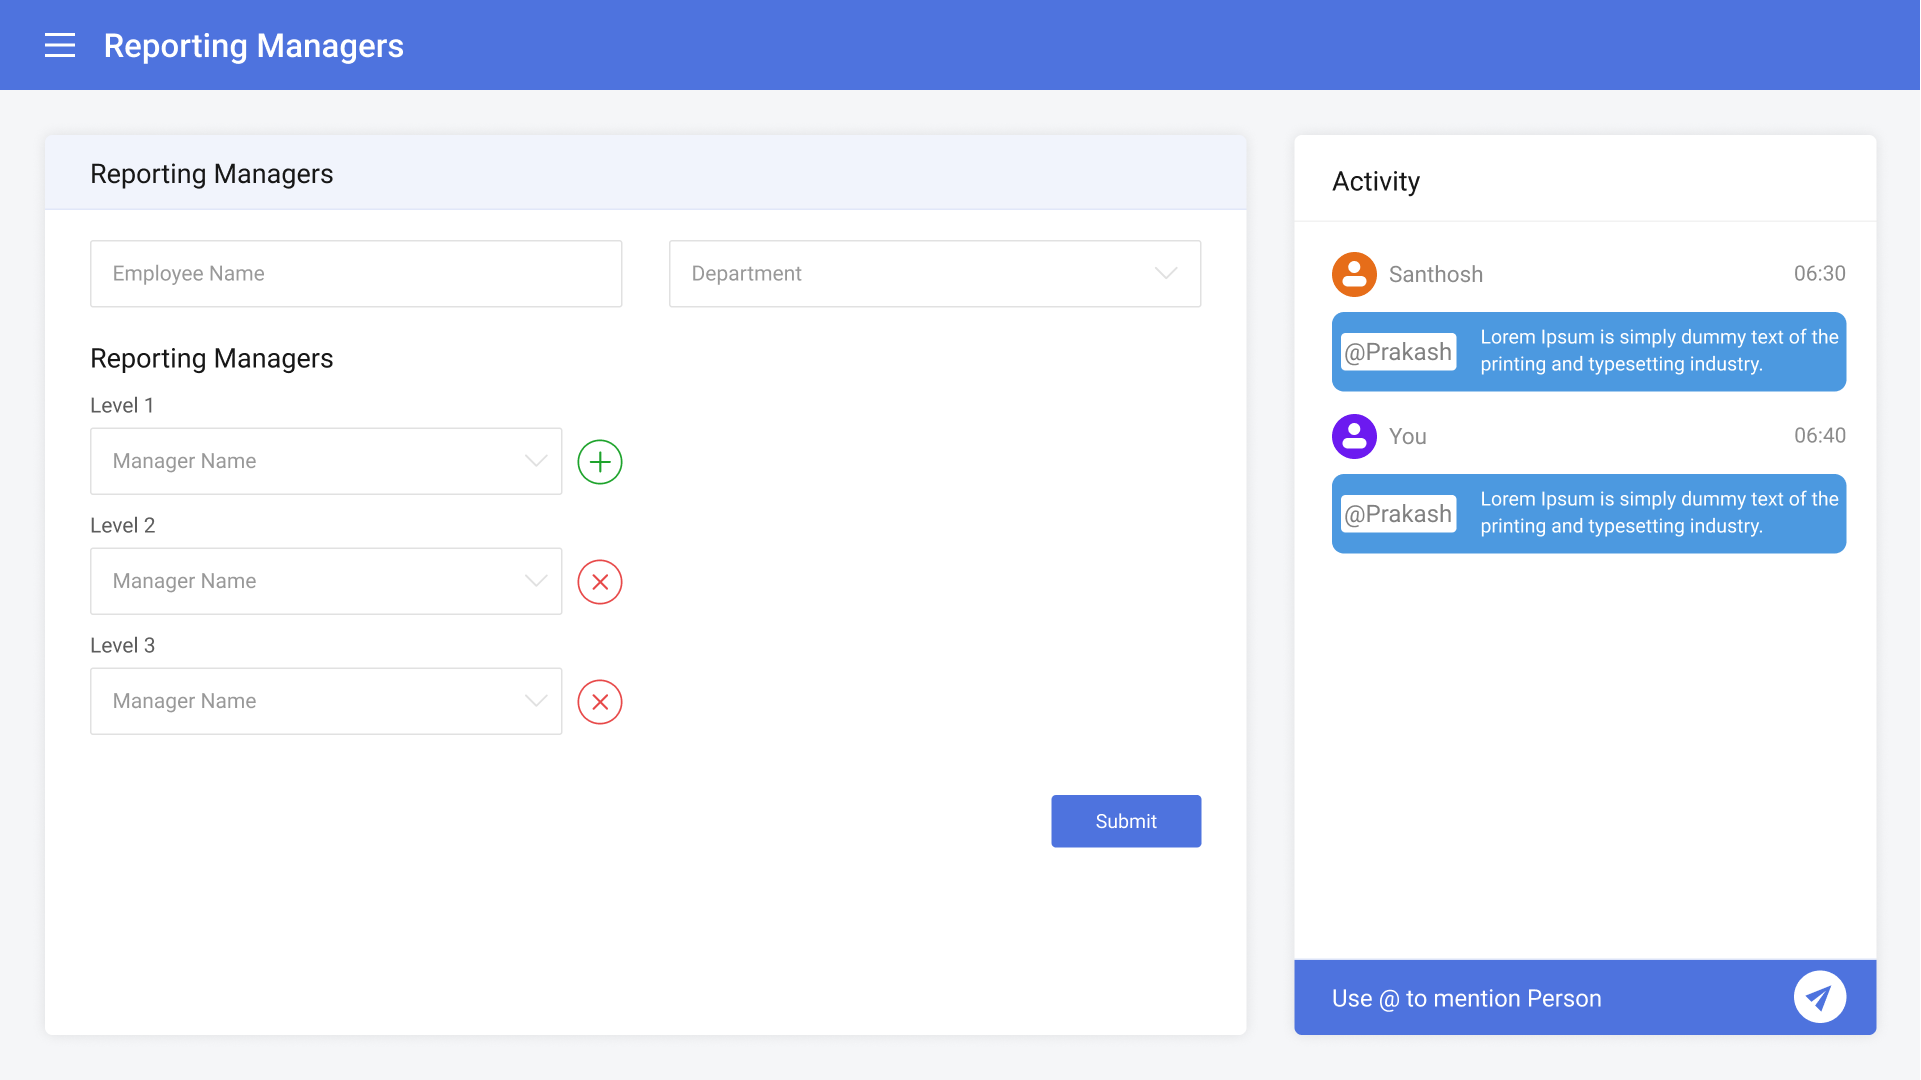 Reporting Managers
Reporting Managers
Employee Name
Department
Reporting Managers
Level 1
Manager Name
Level 2
Manager Name
Level 3
Manager Name
Submit
Activity
Santhosh
06:30
@Prakash
Lorem Ipsum is simply dummy text of the
printing and typesetting industry.
You
06:40
@Prakash
Lorem Ipsum is simply dummy text of the
printing and typesetting industry.
Use @ to mention Person